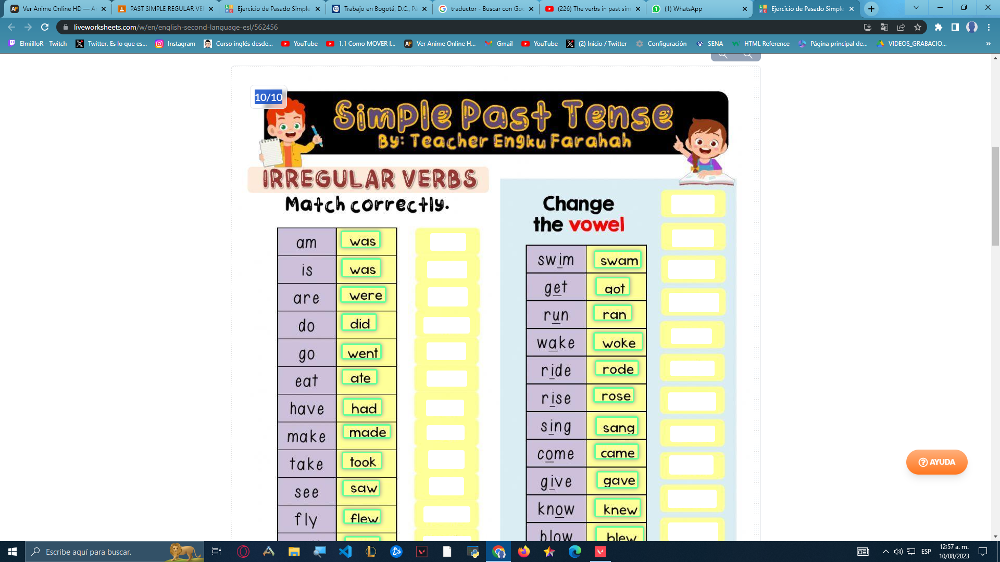 Ver Anime Online HD — A
PAST SIMPLE REGULAR VE
Ejercicio de Pasado Simple
Trabajo en Bogotá, D.C., Pá
traductor - Buscar con Goo
(226) The verbs in past sim
(1) WhatsApp
Ejercicio de Pasado Simple
liveworksheets.com/w/en/english-second-language-esl/562456
ElmilloR - Twitch
Twitter. Es lo que es...
Instagram
Curso inglés desde...
YouTube
1.1 Como MOVER l...
Ver Anime Online H...
Gmail
YouTube
(2) Inicio / Twitter
Configuración
SENA
HTML Reference
Página principal de...
VIDEOS_GRABACIO...
10/10
Simple Past Tense
By: Teacher Engku Farahah
IRREGULAR VERBS
Match correctly.
am was
is was
are were
do did
go went
eat ate
have had
make made
take took
see saw
fly flew
Change
the vowel
swim swam
get got
run ran
wake woke
ride rode
rise rose
sing sang
come came
give gave
know knew
blow blew
AYUDA
Escribe aquí para buscar.
ESP
12:57 a. m.
10/08/2023